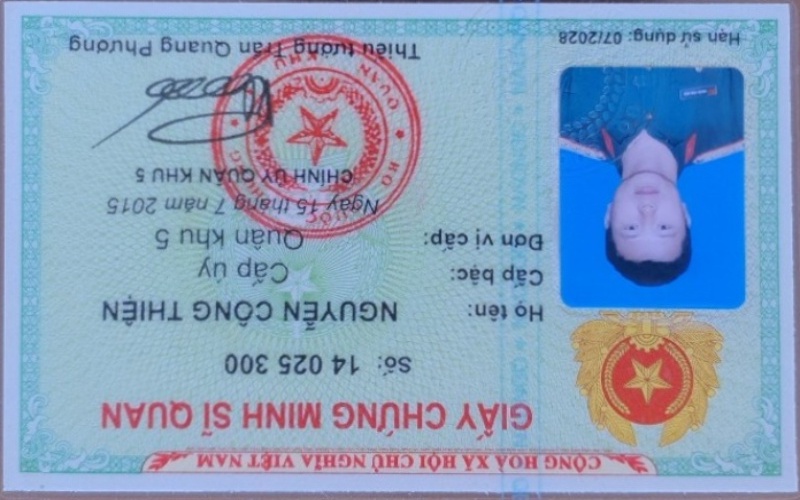 CỘNG HOÀ XÃ HỘI CHỦ NGHĨA VIỆT NAM
GIẤY CHỨNG MINH SĨ QUAN
Số: 14 025 300
Họ tên: NGUYỄN CÔNG THIỆN
Cấp bậc: Cấp úy
Đơn vị cấp: Quân khu 5
Ngày 15 tháng 7 năm 2015
CHÍNH ỦY QUÂN KHU 5
Hạn sử dụng: 07/2028
Thiếu tướng Trần Quang Phương